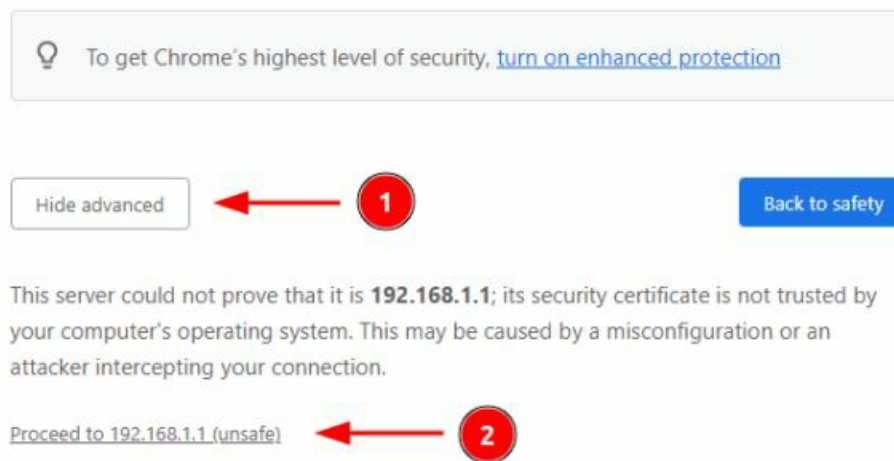 To get Chrome's highest level of security, turn on enhanced protection
Hide advanced
1
Back to safety
This server could not prove that it is 192.168.1.1; its security certificate is not trusted by
your computer's operating system. This may be caused by a misconfiguration or an
attacker intercepting your connection.
Proceed to 192.168.1.1 (unsafe)
2